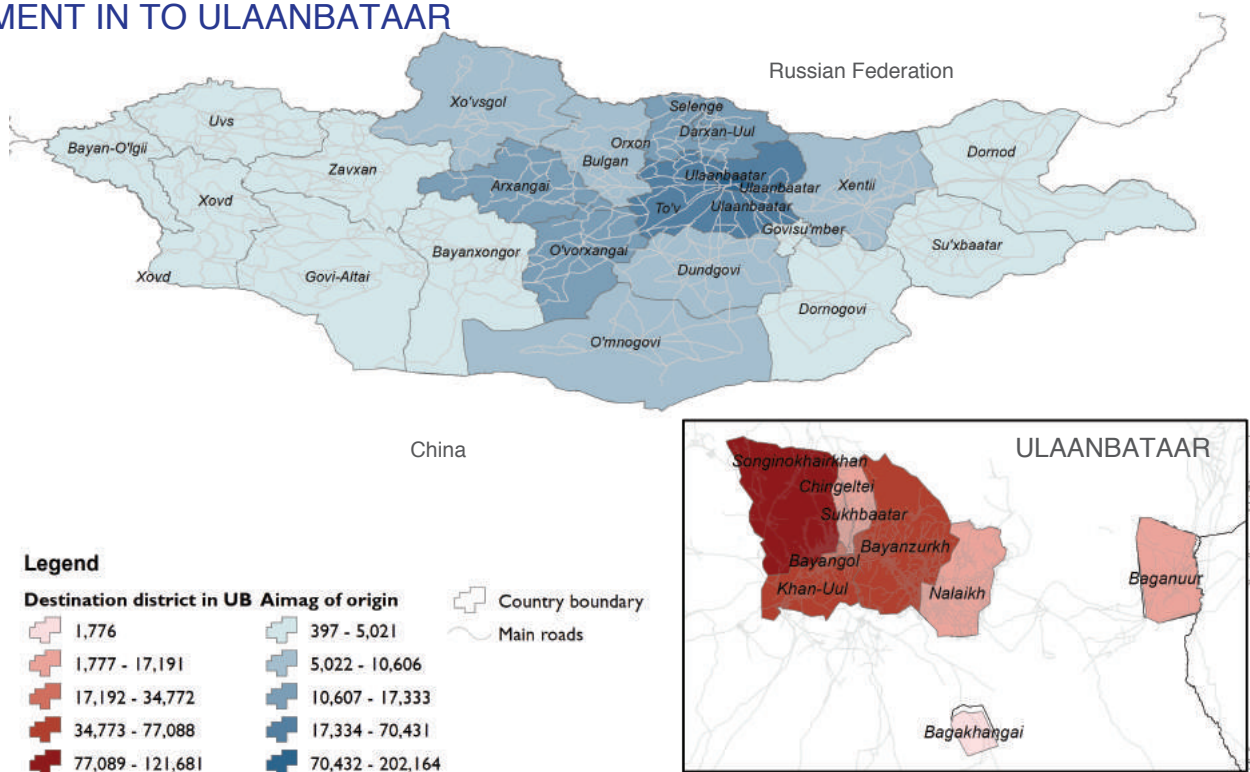 MENT IN TO ULAANBATAAR
Russian Federation
Xo'vsgol
Selenge
Uvs
Orxon
Darxan-Uul
Bayan-O'lgii
Bulgan
Dornod
Zavxan
Arxangai
Ulaanbaatar
Ulaanbaatar
Xentii
Xovd
To'v
Ulaanbaatar
Govisu'mber
Bayanxongor
O'vorxangai
Su'xbaatar
Xovd
Govi-Altai
Dundgovi
Dornogovi
O'mnogovi
China
ULAANBATAAR
Songinokhairkhan
Chingeltei
Sukhbaatar
Bayangol
Bayanzurkh
Khan-Uul
Nalaikh
Baganuur
Bagakhangai
Legend
Destination district in UB
1,776
1,777 - 17,191
17,192 - 34,772
34,773 - 77,088
77,089 - 121,681
Aimag of origin
397 - 5,021
5,022 - 10,606
10,607 - 17,333
17,334 - 70,431
70,432 - 202,164
Country boundary
Main roads